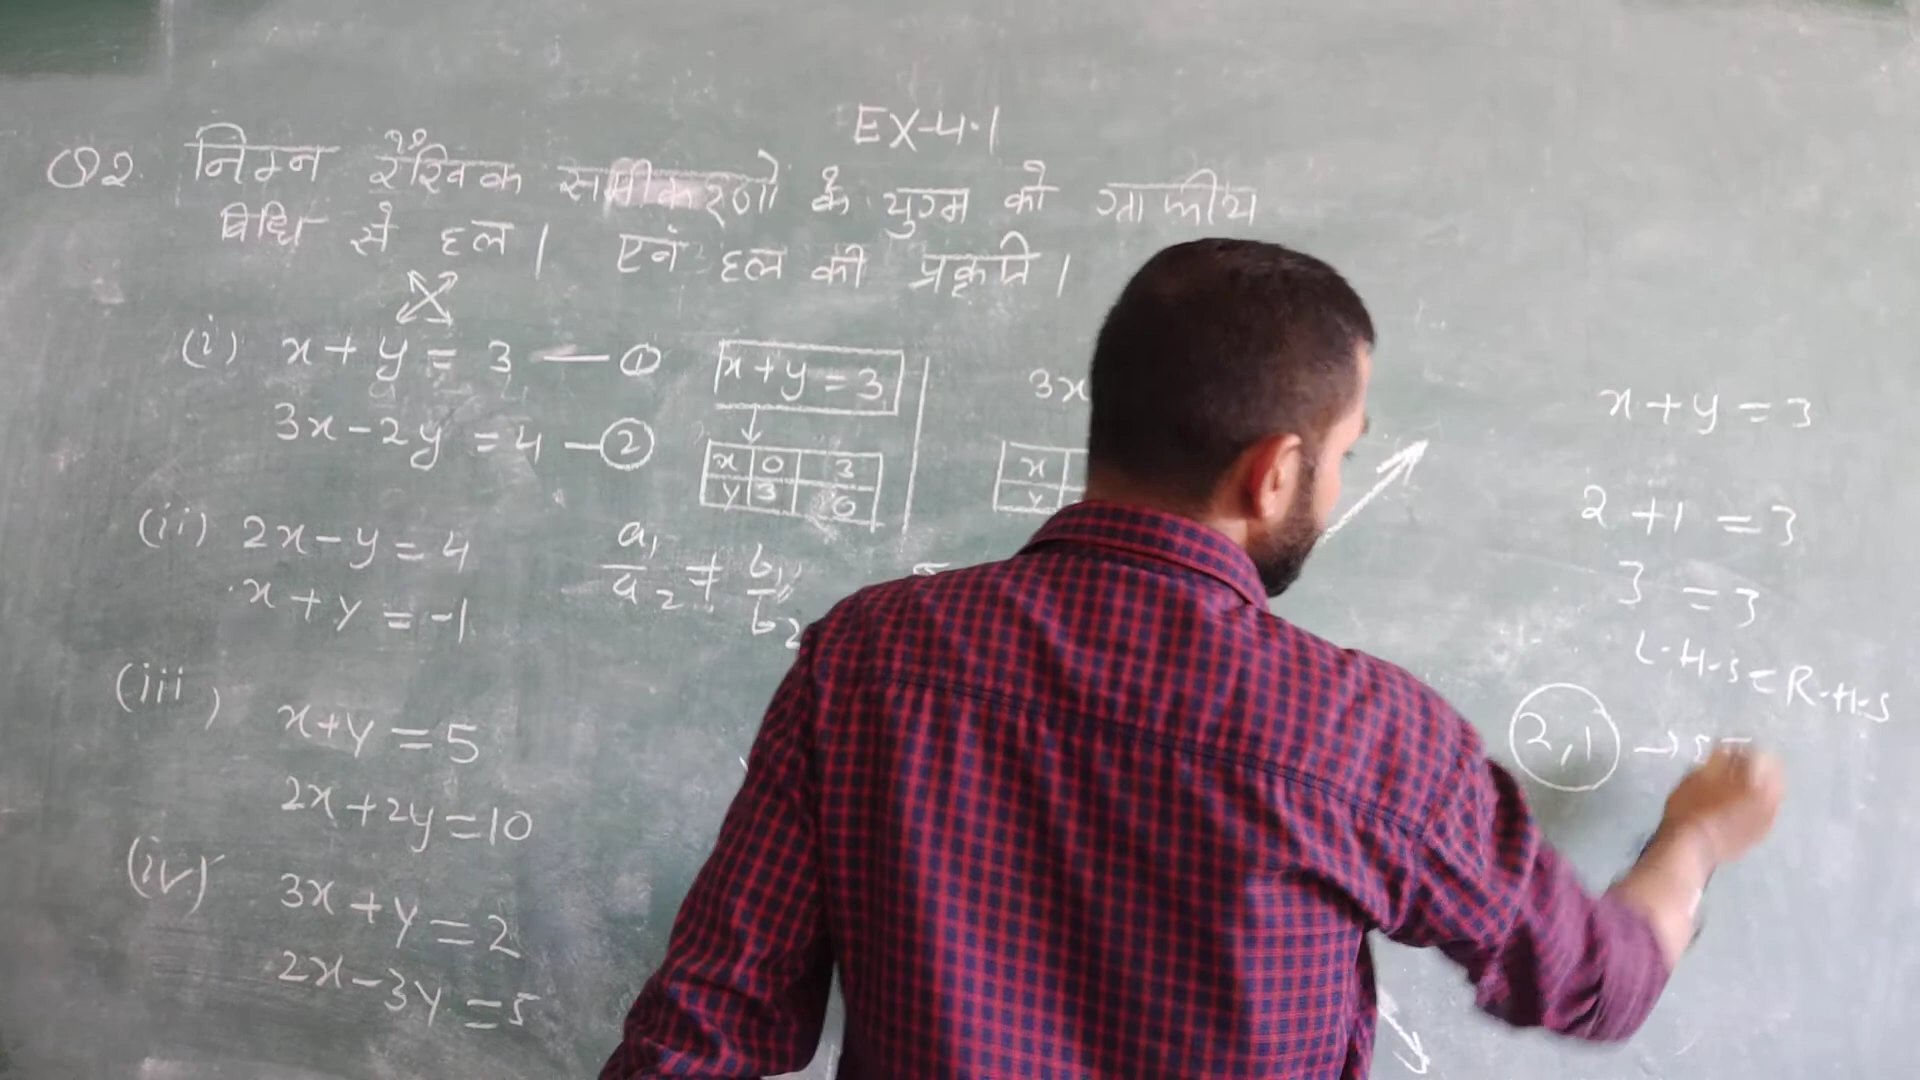 EX-4.1
Q2. निम्न रैखिक समीकरणो के युग्म को ग्राफीय
विधि से हल। एवं हल की प्रकृति।
(i) x + y = 3 — ①
3x - 2y = 4 — ②
(ii) 2x - y = 4
x + y = -1
(iii) x + y = 5
2x + 2y = 10
(iv) 3x + y = 2
2x - 3y = 5
x + y = 3
x 0 3
y 3 0
a₁/a₂ ≠ b₁/b₂
3x
x
y
x + y = 3
2 + 1 = 3
3 = 3
L.H.S = R.H.S
2,1 →